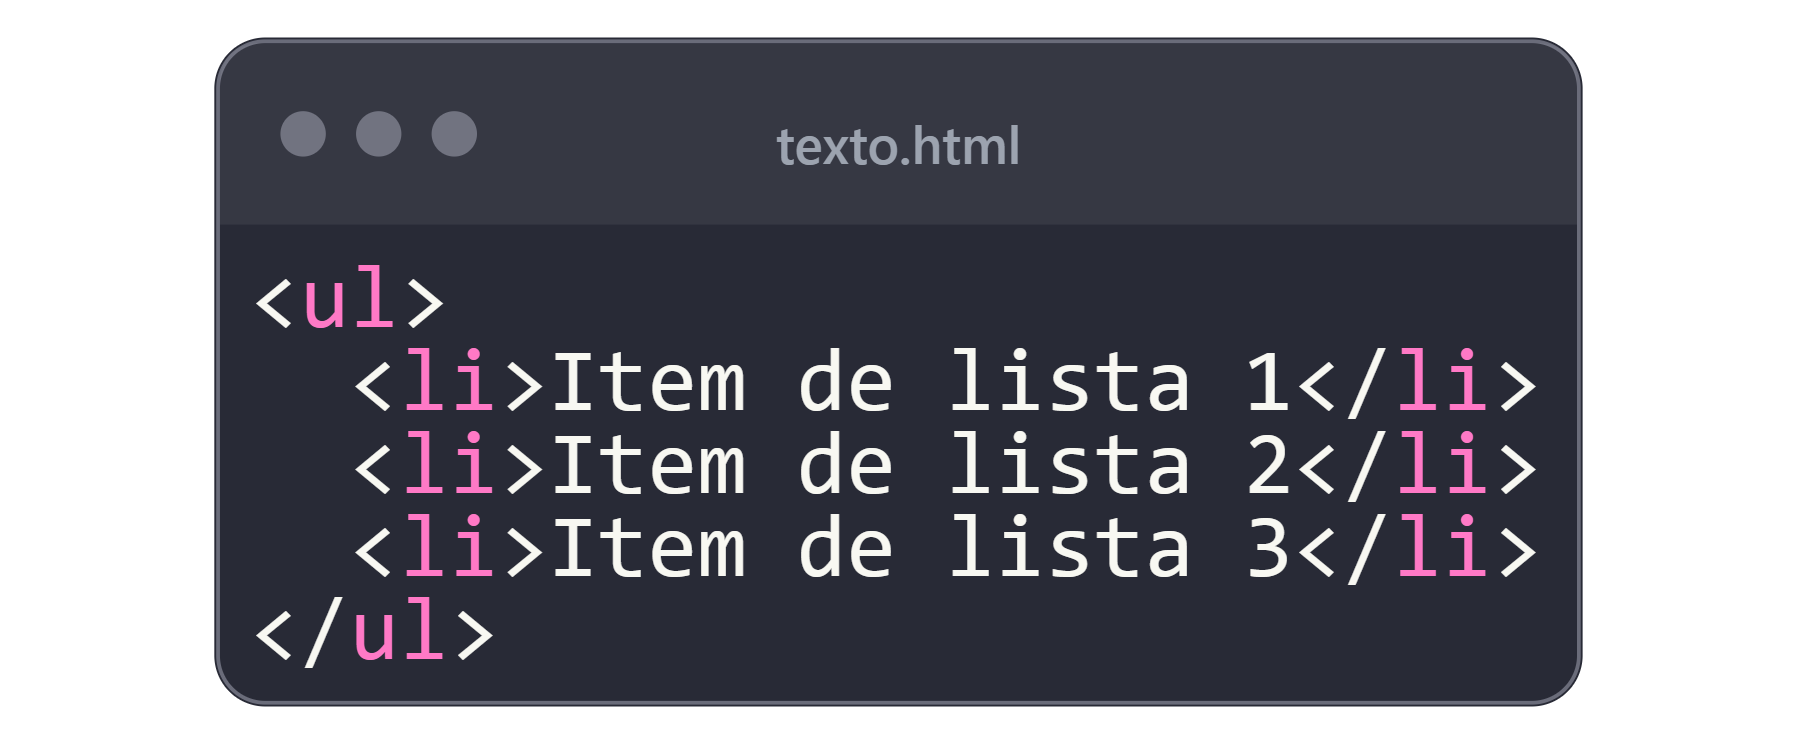 texto.html
<ul>
  <li>Item de lista 1</li>
  <li>Item de lista 2</li>
  <li>Item de lista 3</li>
</ul>